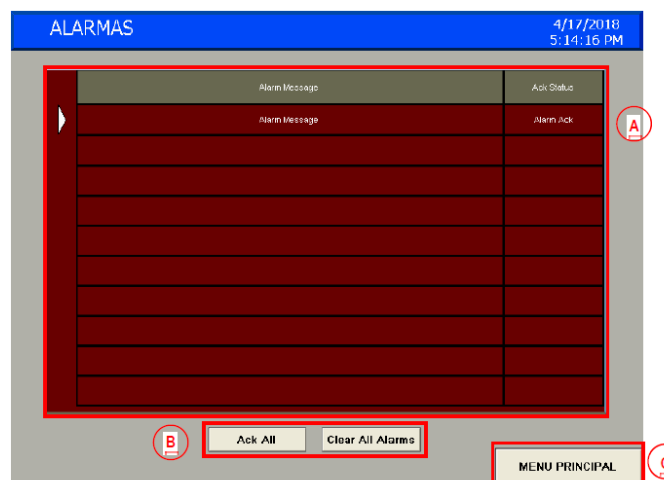 ALARMAS
4/17/2018
5:14:16 PM
Alarm Message Ack Status
Alarm Message Alarm Ack
A
B
Ack All Clear All Alarms
MENU PRINCIPAL